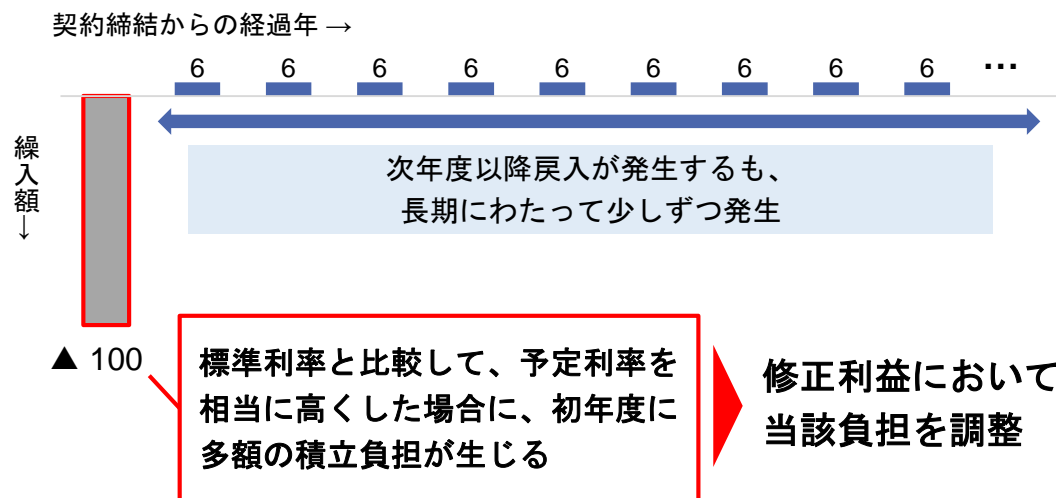 契約締結からの経過年→
6 6 6 6 6 6 6 6 6 …
繰入額→
次年度以降戻入が発生するも、
長期にわたって少しずつ発生
▲ 100
標準利率と比較して、予定利率を
相当に高くした場合に、初年度に
多額の積立負担が生じる
修正利益において
当該負担を調整